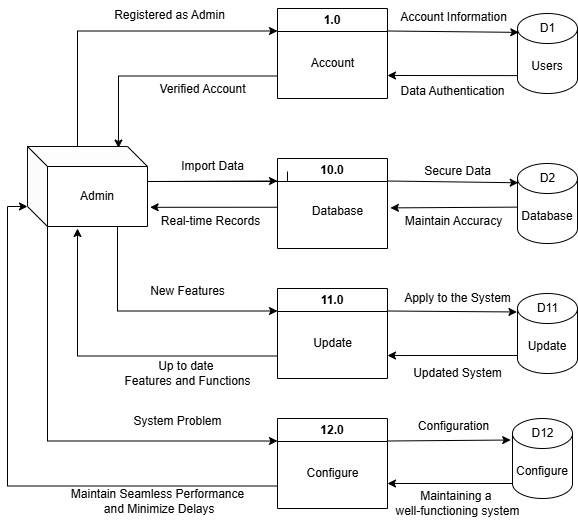 Registered as Admin
1.0
Account Information
D1
Account
Users
Verified Account
Data Authentication
Import Data
10.0
Secure Data
D2
Admin
Real-time Records
Database
Maintain Accuracy
Database
New Features
11.0
Apply to the System
D11
Update
Update
Up to date
Features and Functions
Updated System
System Problem
12.0
Configuration
D12
Configure
Configure
Maintain Seamless Performance
and Minimize Delays
Maintaining a
well-functioning system